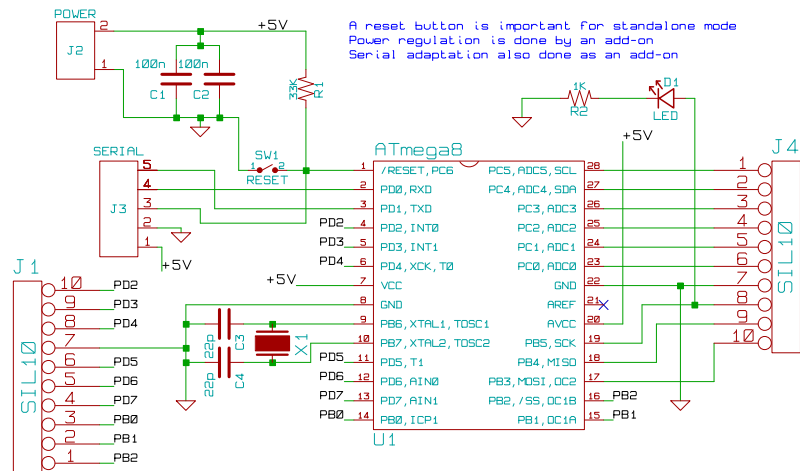 POWER
2
1
J2
+5V
100n
100n
C1
C2
33K
R1
A reset button is important for standalone mode
Power regulation is done by an add-on
Serial adaptation also done as an add-on
1K
R2
D1
LED
+5V
SERIAL
5
4
3
2
1
J3
+5V
SW1
1
2
RESET
ATmega8
1 /RESET,PC6
2 PD0,RXD
3 PD1,TXD
PD2 4 PD2,INT0
PD3 5 PD3,INT1
PD4 6 PD4,XCK,T0
+5V 7 VCC
8 GND
9 PB6,XTAL1,TOSC1
10 PB7,XTAL2,TOSC2
PD5 11 PD5,T1
PD6 12 PD6,AIN0
PD7 13 PD7,AIN1
PB0 14 PB0,ICP1
PC5,ADC5,SCL 28
PC4,ADC4,SDA 27
PC3,ADC3 26
PC2,ADC2 25
PC1,ADC1 24
PC0,ADC0 23
GND 22
AREF 21
AVCC 20
PB5,SCK 19
PB4,MISO 18
PB3,MOSI,OC2 17
PB2,/SS,OC1B 16 PB2
PB1,OC1A 15 PB1
U1
22p
C3
22p
C4
X1
J1
SIL10
10 PD2
9 PD3
8 PD4
7
6 PD5
5 PD6
4 PD7
3 PB0
2 PB1
1 PB2
J4
SIL10
1
2
3
4
5
6
7
8
9
10